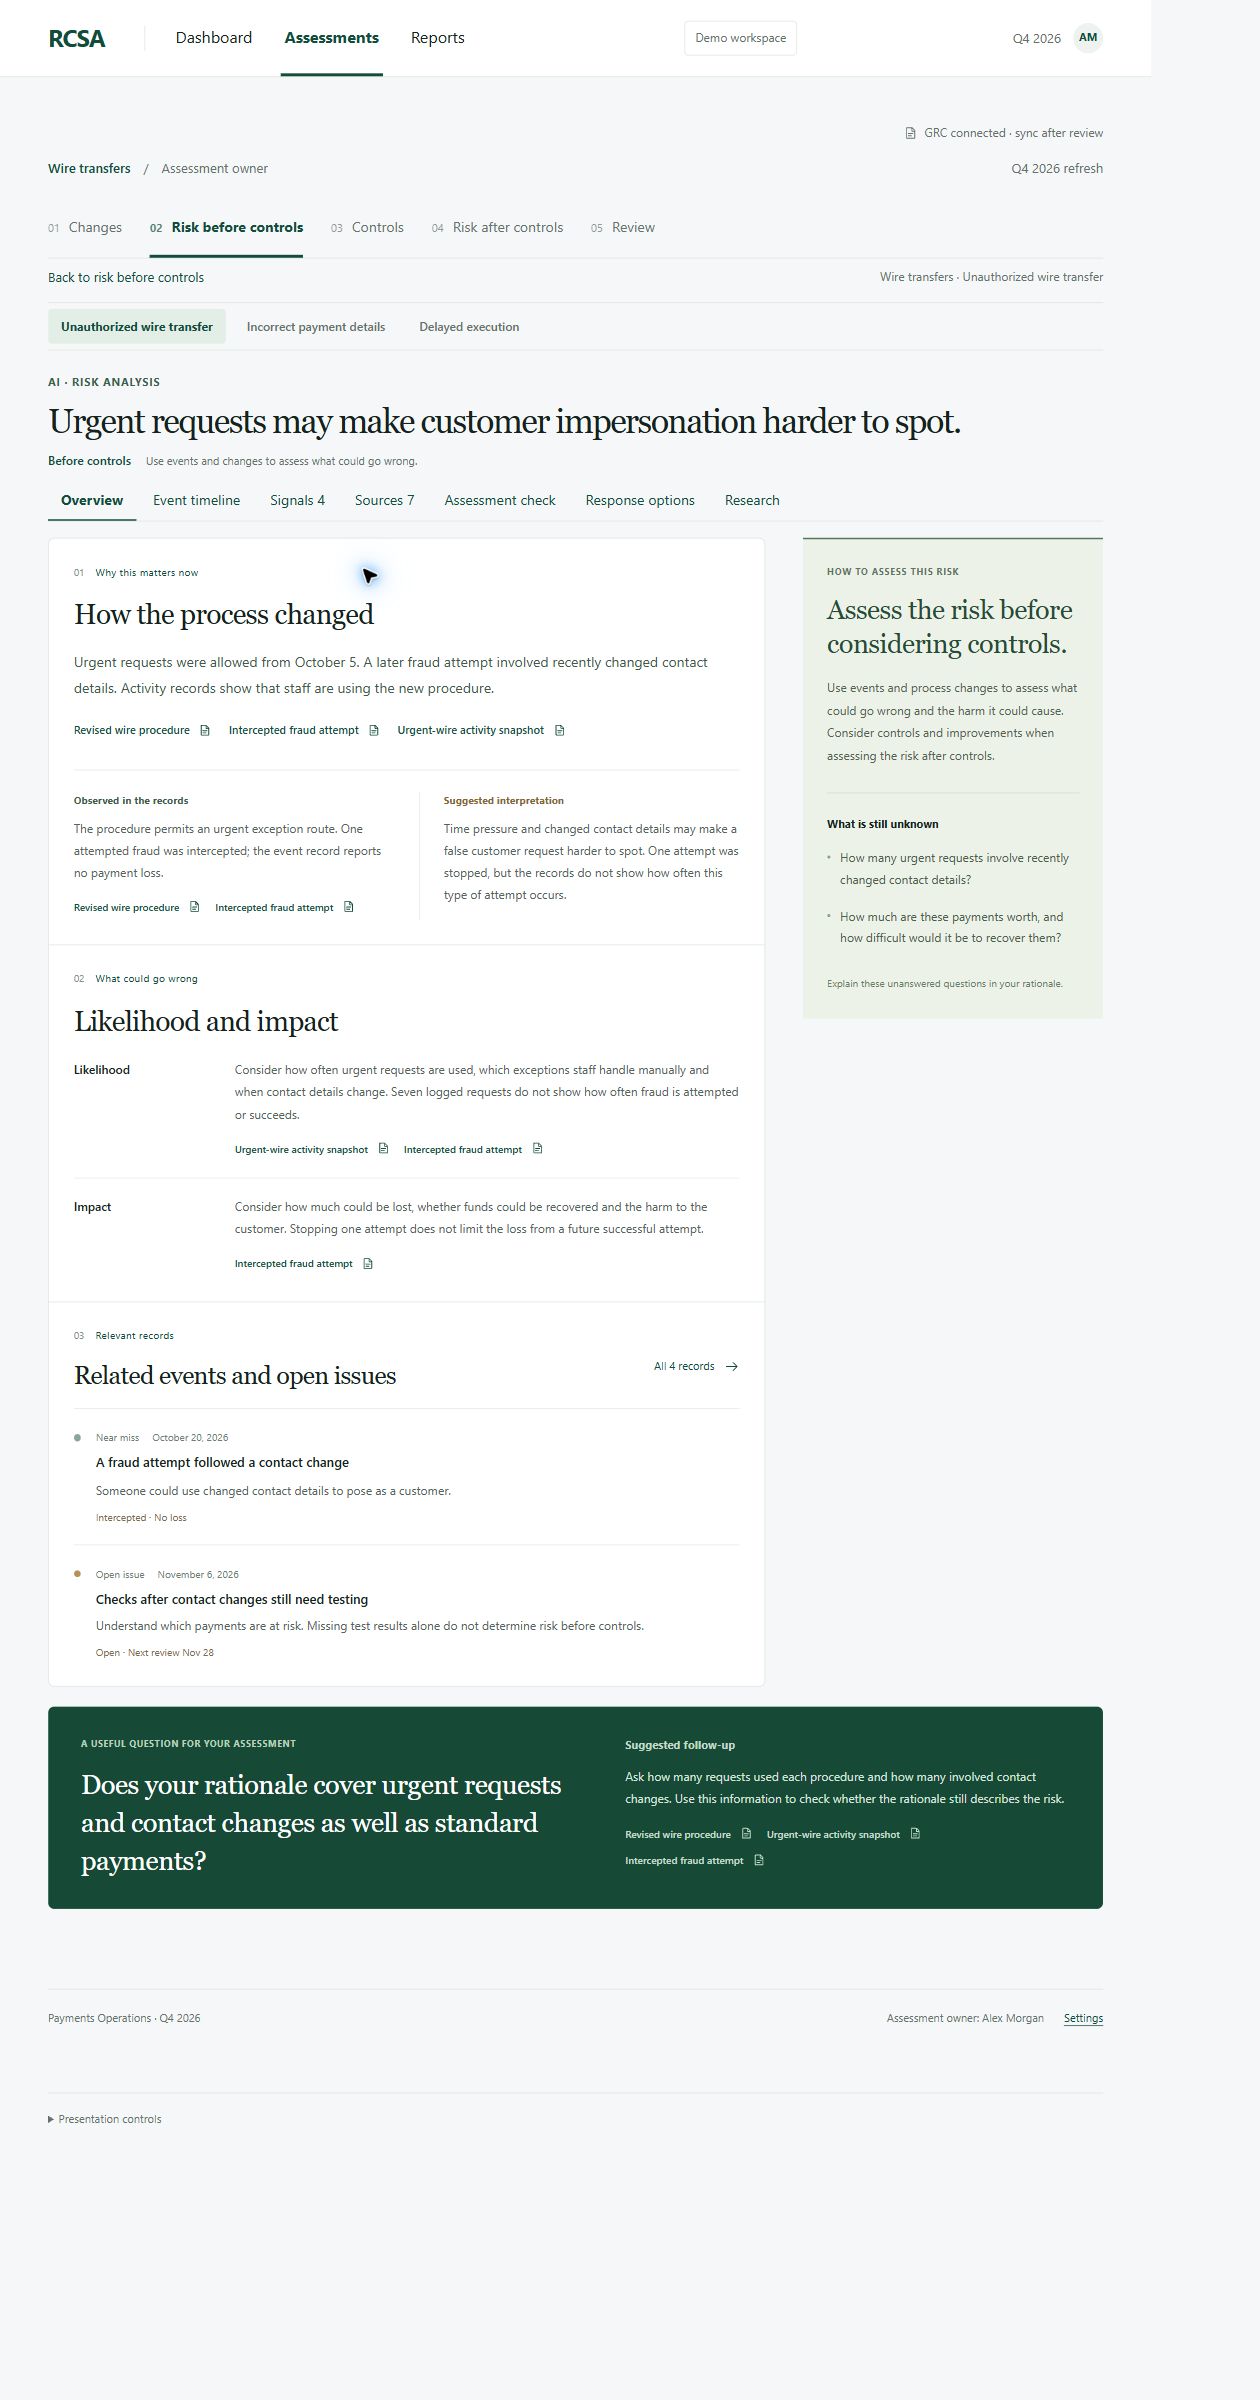 RCSA
Dashboard
Assessments
Reports
Demo workspace
Q4 2026
AM
GRC connected · sync after review
Wire transfers / Assessment owner
Q4 2026 refresh
01 Changes
02 Risk before controls
03 Controls
04 Risk after controls
05 Review
Back to risk before controls
Wire transfers · Unauthorized wire transfer
Unauthorized wire transfer
Incorrect payment details
Delayed execution
AI · RISK ANALYSIS
Urgent requests may make customer impersonation harder to spot.
Before controls Use events and changes to assess what could go wrong.
Overview
Event timeline
Signals 4
Sources 7
Assessment check
Response options
Research
01 Why this matters now
How the process changed
Urgent requests were allowed from October 5. A later fraud attempt involved recently changed contact
details. Activity records show that staff are using the new procedure.
Revised wire procedure
Intercepted fraud attempt
Urgent-wire activity snapshot
Observed in the records
The procedure permits an urgent exception route. One
attempted fraud was intercepted; the event record reports
no payment loss.
Revised wire procedure
Intercepted fraud attempt
Suggested interpretation
Time pressure and changed contact details may make a
false customer request harder to spot. One attempt was
stopped, but the records do not show how often this
type of attempt occurs.
02 What could go wrong
Likelihood and impact
Likelihood
Consider how often urgent requests are used, which exceptions staff handle manually and
when contact details change. Seven logged requests do not show how often fraud is attempted
or succeeds.
Urgent-wire activity snapshot
Intercepted fraud attempt
Impact
Consider how much could be lost, whether funds could be recovered and the harm to the
customer. Stopping one attempt does not limit the loss from a future successful attempt.
Intercepted fraud attempt
03 Relevant records
Related events and open issues
All 4 records
Near miss October 20, 2026
A fraud attempt followed a contact change
Someone could use changed contact details to pose as a customer.
Intercepted · No loss
Open issue November 6, 2026
Checks after contact changes still need testing
Understand which payments are at risk. Missing test results alone do not determine risk before controls.
Open · Next review Nov 28
HOW TO ASSESS THIS RISK
Assess the risk before
considering controls.
Use events and process changes to assess what
could go wrong and the harm it could cause.
Consider controls and improvements when
assessing the risk after controls.
What is still unknown
• How many urgent requests involve recently
changed contact details?
• How much are these payments worth, and
how difficult would it be to recover them?
Explain these unanswered questions in your rationale.
A USEFUL QUESTION FOR YOUR ASSESSMENT
Does your rationale cover urgent requests
and contact changes as well as standard
payments?
Suggested follow-up
Ask how many requests used each procedure and how many involved contact
changes. Use this information to check whether the rationale still describes the risk.
Revised wire procedure
Urgent-wire activity snapshot
Intercepted fraud attempt
Payments Operations · Q4 2026
Assessment owner: Alex Morgan
Settings
Presentation controls